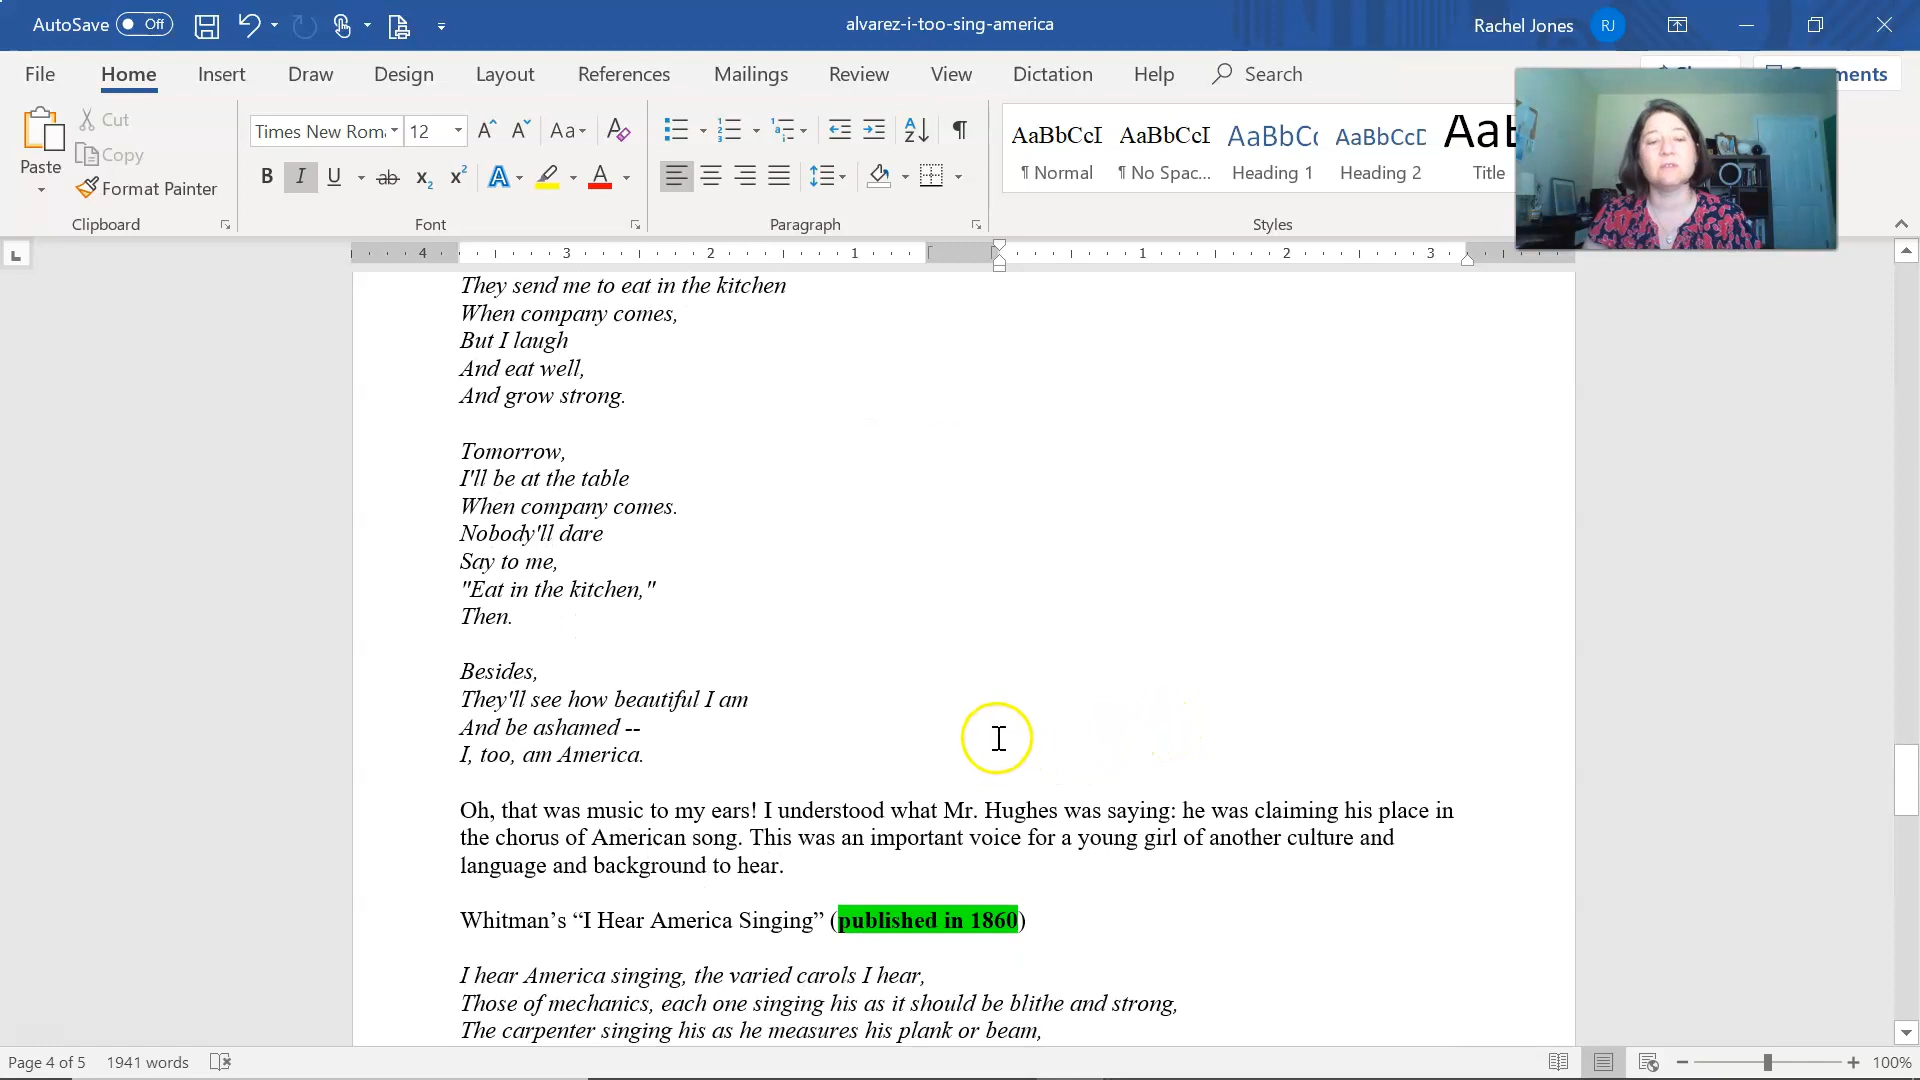 AutoSave Off
alvarez-i-too-sing-america
Rachel Jones RJ
File Home Insert Draw Design Layout References Mailings Review View Dictation Help Search
Paste
Cut
Copy
Format Painter
Times New Rom 12
AaBbCcI AaBbCcI AaBbCc AaBbCcD
¶ Normal ¶ No Spac... Heading 1 Heading 2 Title
Clipboard Font Paragraph Styles
4 3 2 1 1 2 3
They send me to eat in the kitchen
When company comes,
But I laugh
And eat well,
And grow strong.
Tomorrow,
I'll be at the table
When company comes.
Nobody'll dare
Say to me,
"Eat in the kitchen,"
Then.
Besides,
They'll see how beautiful I am
And be ashamed --
I, too, am America.
Oh, that was music to my ears! I understood what Mr. Hughes was saying: he was claiming his place in
the chorus of American song. This was an important voice for a young girl of another culture and
language and background to hear.
Whitman’s “I Hear America Singing” (published in 1860)
I hear America singing, the varied carols I hear,
Those of mechanics, each one singing his as it should be blithe and strong,
The carpenter singing his as he measures his plank or beam,
Page 4 of 5 1941 words 100%